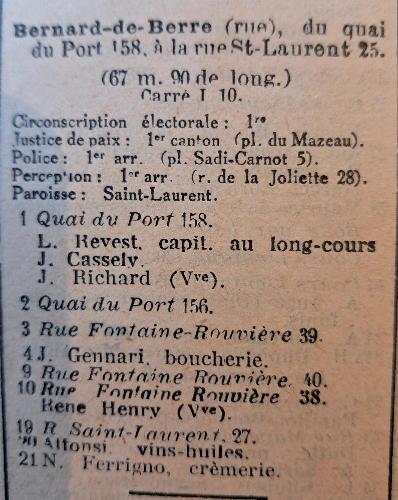 Bernard-de-Berre (rue), du quai
du Port 158, à la rue St-Laurent 25.
(67 m. 90 de long.)
Carré I 10.
Circonscription électorale : 1re
Justice de paix : 1er canton (pl. du Mazeau).
Police : 1er arr. (pl. Sadi-Carnot 5).
Perception : 1er arr. (r. de la Joliette 28).
Paroisse : Saint-Laurent.
1 Quai du Port 158.
L. Revest, capit. au long-cours
J. Cassely.
J. Richard (Vve).
2 Quai du Port 156.
3 Rue Fontaine-Rouvière 39.
4 J. Gennari, boucherie.
9 Rue Fontaine Rouvière, 40.
10 Rue Fontaine Rouvière 38.
Rene Henry (Vve).
19 R Saint-Laurent, 27.
20 Alfonsi, vins-huiles.
21 N. Ferrigno, crèmerie.